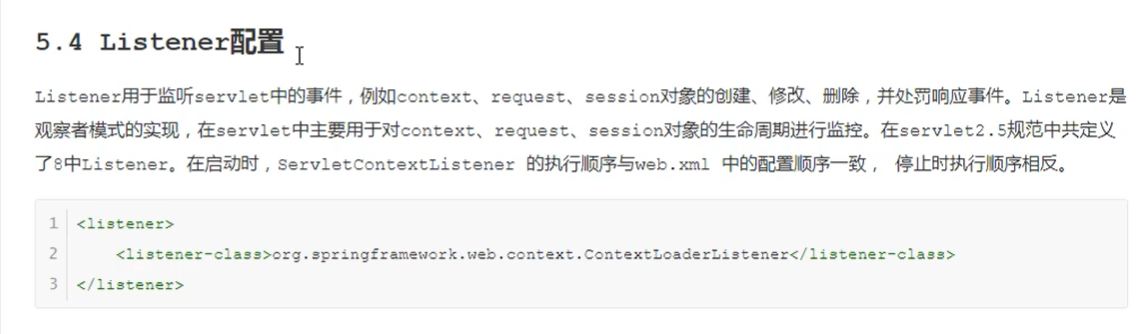 5.4 Listener配置
Listener用于监听servlet中的事件，例如context、request、session对象的创建、修改、删除，并处罚响应事件。Listener是
观察者模式的实现，在servlet中主要用于对context、request、session对象的生命周期进行监控。在servlet2.5规范中共定义
了8中Listener。在启动时，ServletContextListener 的执行顺序与web.xml 中的配置顺序一致， 停止时执行顺序相反。
1 <listener>
2     <listener-class>org.springframework.web.context.ContextLoaderListener</listener-class>
3 </listener>